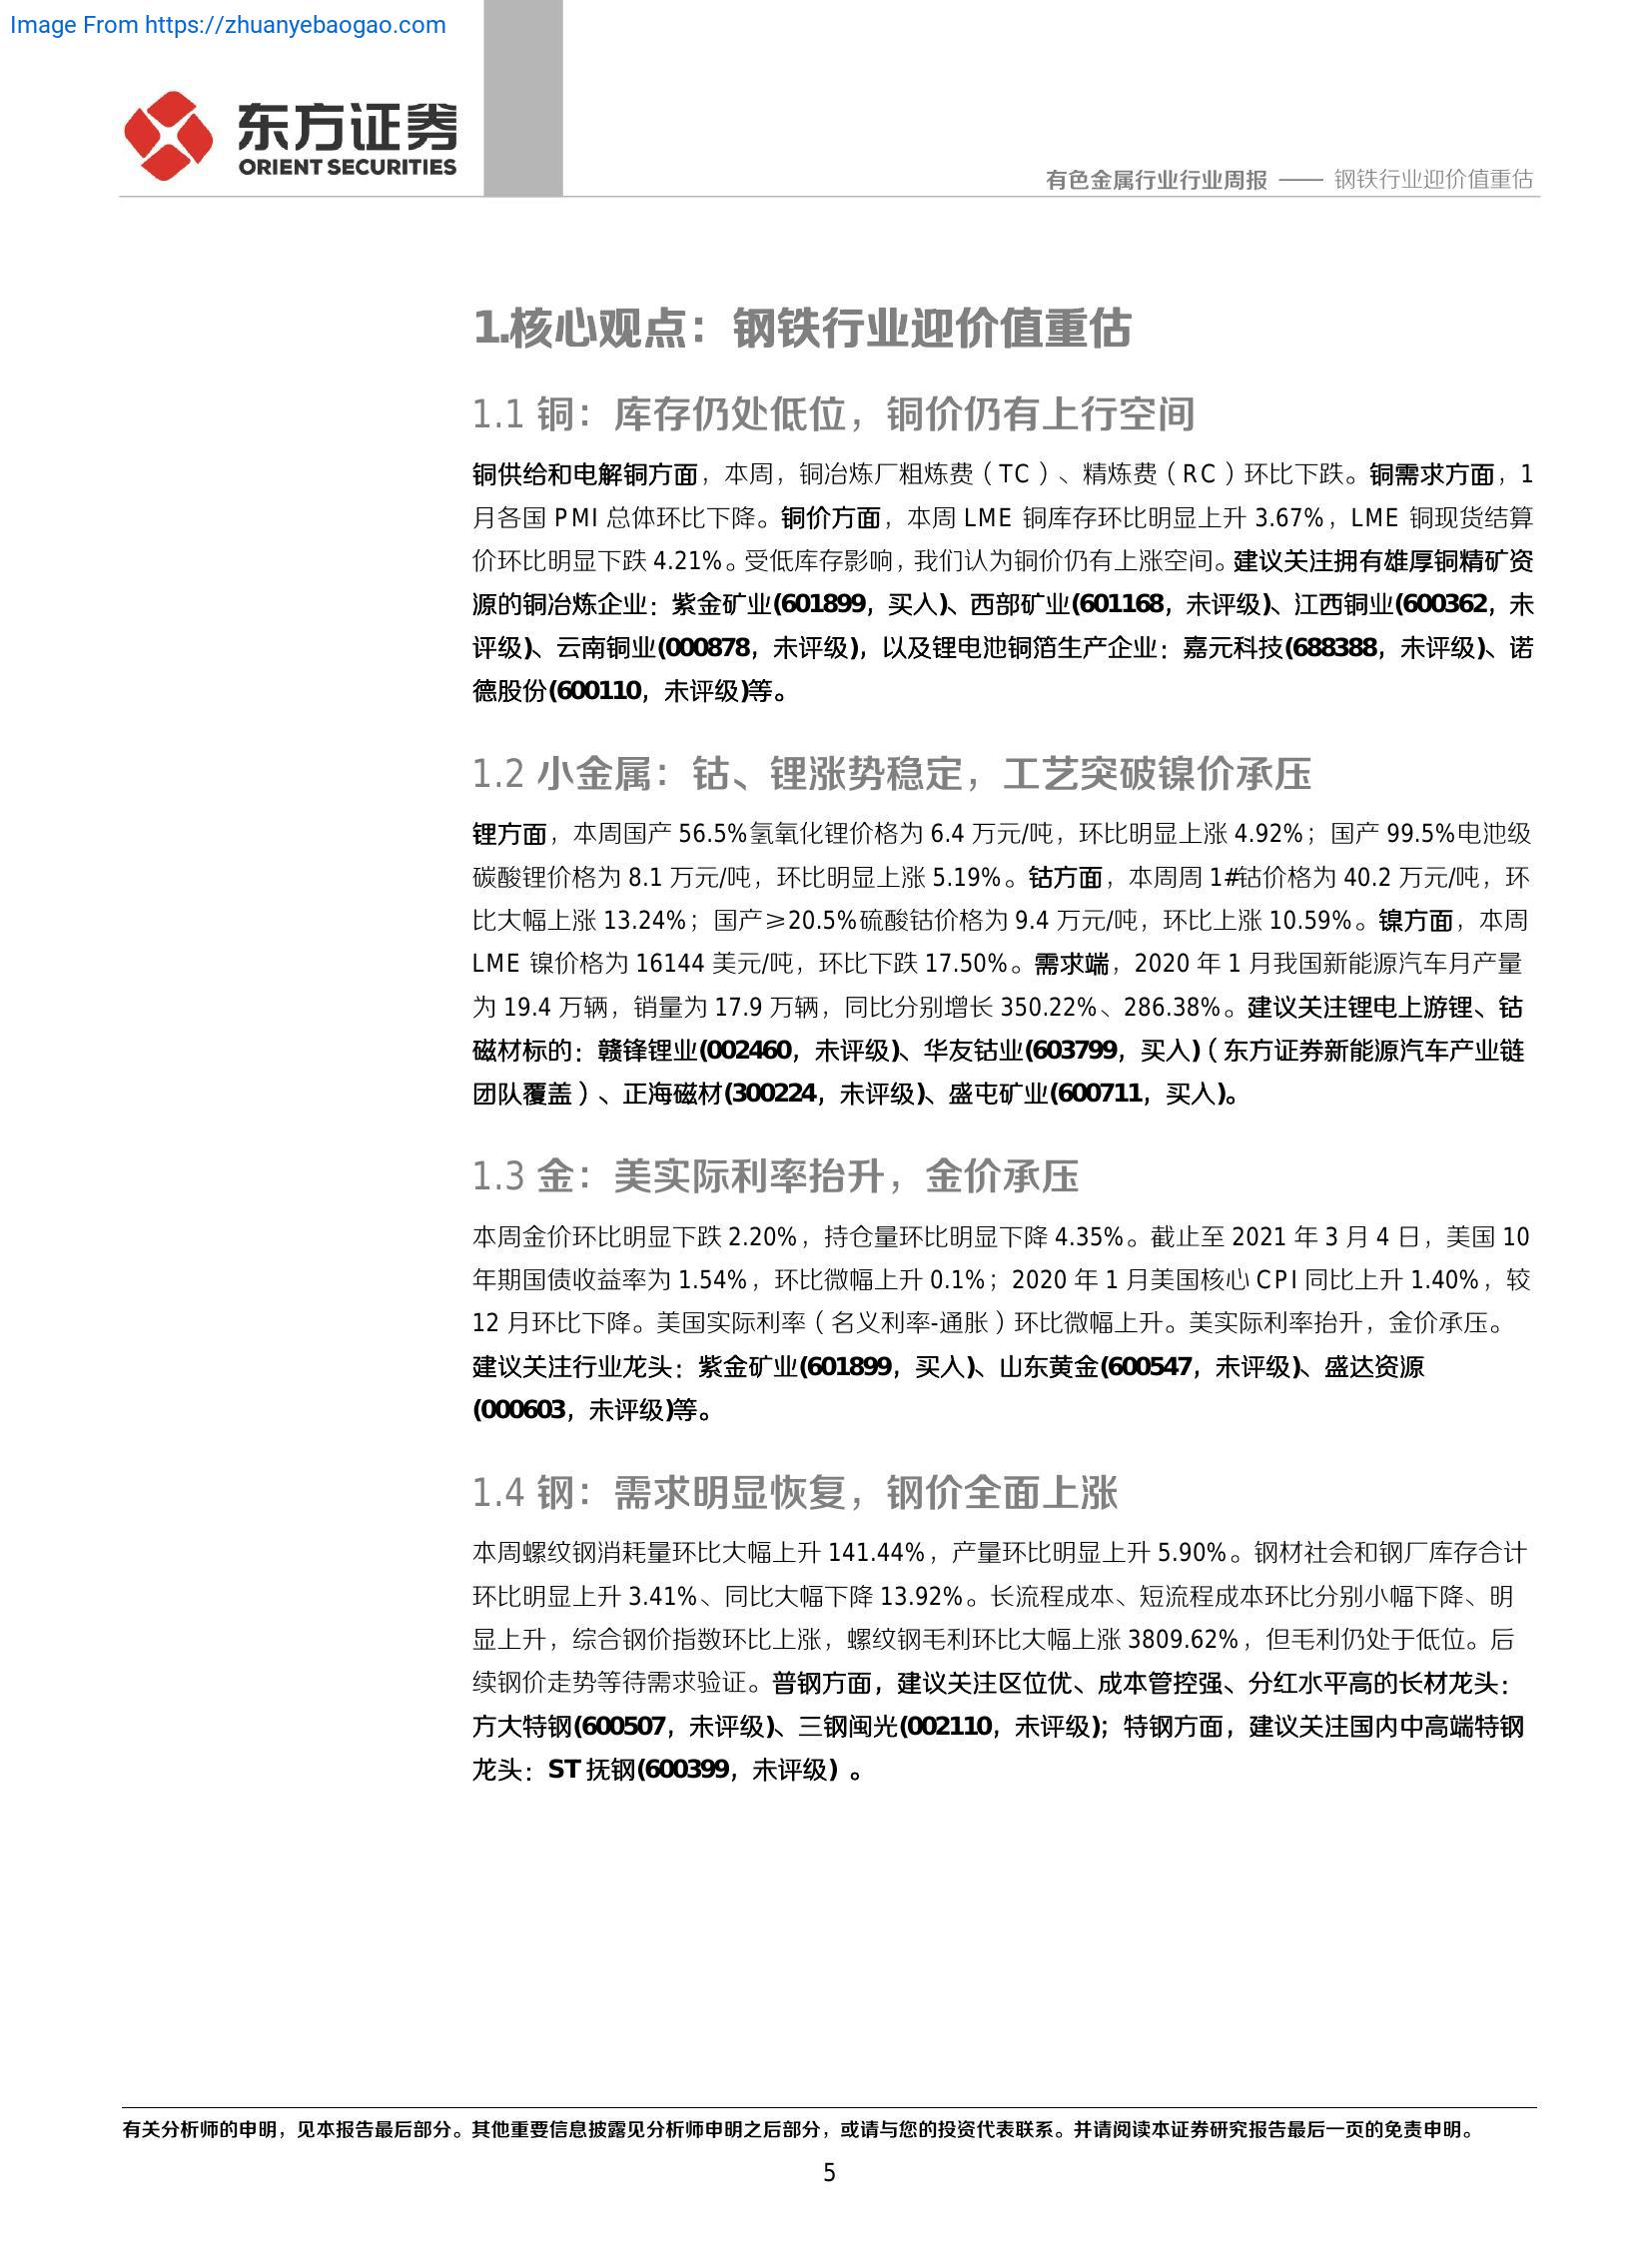 Image From https://zhuanyebaogao.com
东方证券
ORIENT SECURITIES
有色金属行业行业周报 —— 钢铁行业迎价值重估
1.核心观点：钢铁行业迎价值重估
1.1 铜：库存仍处低位，铜价仍有上行空间
铜供给和电解铜方面，本周，铜冶炼厂粗炼费（TC）、精炼费（RC）环比下跌。铜需求方面，1
月各国 PMI 总体环比下降。铜价方面，本周 LME 铜库存环比明显上升 3.67%，LME 铜现货结算
价环比明显下跌 4.21%。受低库存影响，我们认为铜价仍有上涨空间。建议关注拥有雄厚铜精矿资
源的铜冶炼企业：紫金矿业(601899，买入)、西部矿业(601168，未评级)、江西铜业(600362，未
评级)、云南铜业(000878，未评级)，以及锂电池铜箔生产企业：嘉元科技(688388，未评级)、诺
德股份(600110，未评级)等。
1.2 小金属：钴、锂涨势稳定，工艺突破镍价承压
锂方面，本周国产 56.5%氢氧化锂价格为 6.4 万元/吨，环比明显上涨 4.92%；国产 99.5%电池级
碳酸锂价格为 8.1 万元/吨，环比明显上涨 5.19%。钴方面，本周周 1#钴价格为 40.2 万元/吨，环
比大幅上涨 13.24%；国产≥20.5%硫酸钴价格为 9.4 万元/吨，环比上涨 10.59%。镍方面，本周
LME 镍价格为 16144 美元/吨，环比下跌 17.50%。需求端，2020 年 1 月我国新能源汽车月产量
为 19.4 万辆，销量为 17.9 万辆，同比分别增长 350.22%、286.38%。建议关注锂电上游锂、钴
磁材标的：赣锋锂业(002460，未评级)、华友钴业(603799，买入)（东方证券新能源汽车产业链
团队覆盖）、正海磁材(300224，未评级)、盛屯矿业(600711，买入)。
1.3 金：美实际利率抬升，金价承压
本周金价环比明显下跌 2.20%，持仓量环比明显下降 4.35%。截止至 2021 年 3 月 4 日，美国 10
年期国债收益率为 1.54%，环比微幅上升 0.1%；2020 年 1 月美国核心 CPI 同比上升 1.40%，较
12 月环比下降。美国实际利率（名义利率-通胀）环比微幅上升。美实际利率抬升，金价承压。
建议关注行业龙头：紫金矿业(601899，买入)、山东黄金(600547，未评级)、盛达资源
(000603，未评级)等。
1.4 钢：需求明显恢复，钢价全面上涨
本周螺纹钢消耗量环比大幅上升 141.44%，产量环比明显上升 5.90%。钢材社会和钢厂库存合计
环比明显上升 3.41%、同比大幅下降 13.92%。长流程成本、短流程成本环比分别小幅下降、明
显上升，综合钢价指数环比上涨，螺纹钢毛利环比大幅上涨 3809.62%，但毛利仍处于低位。后
续钢价走势等待需求验证。普钢方面，建议关注区位优、成本管控强、分红水平高的长材龙头：
方大特钢(600507，未评级)、三钢闽光(002110，未评级)；特钢方面，建议关注国内中高端特钢
龙头：ST 抚钢(600399，未评级) 。
有关分析师的申明，见本报告最后部分。其他重要信息披露见分析师申明之后部分，或请与您的投资代表联系。并请阅读本证券研究报告最后一页的免责申明。
5